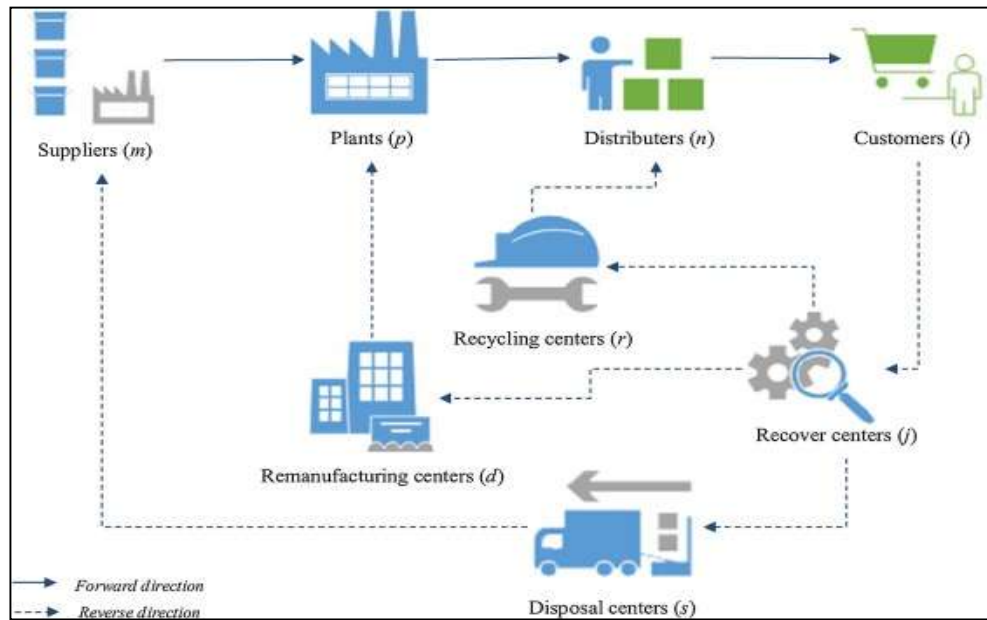 Suppliers (m)
Plants (p)
Distributers (n)
Customers (i)
Recycling centers (r)
Recover centers (j)
Remanufacturing centers (d)
Disposal centers (s)
Forward direction
Reverse direction